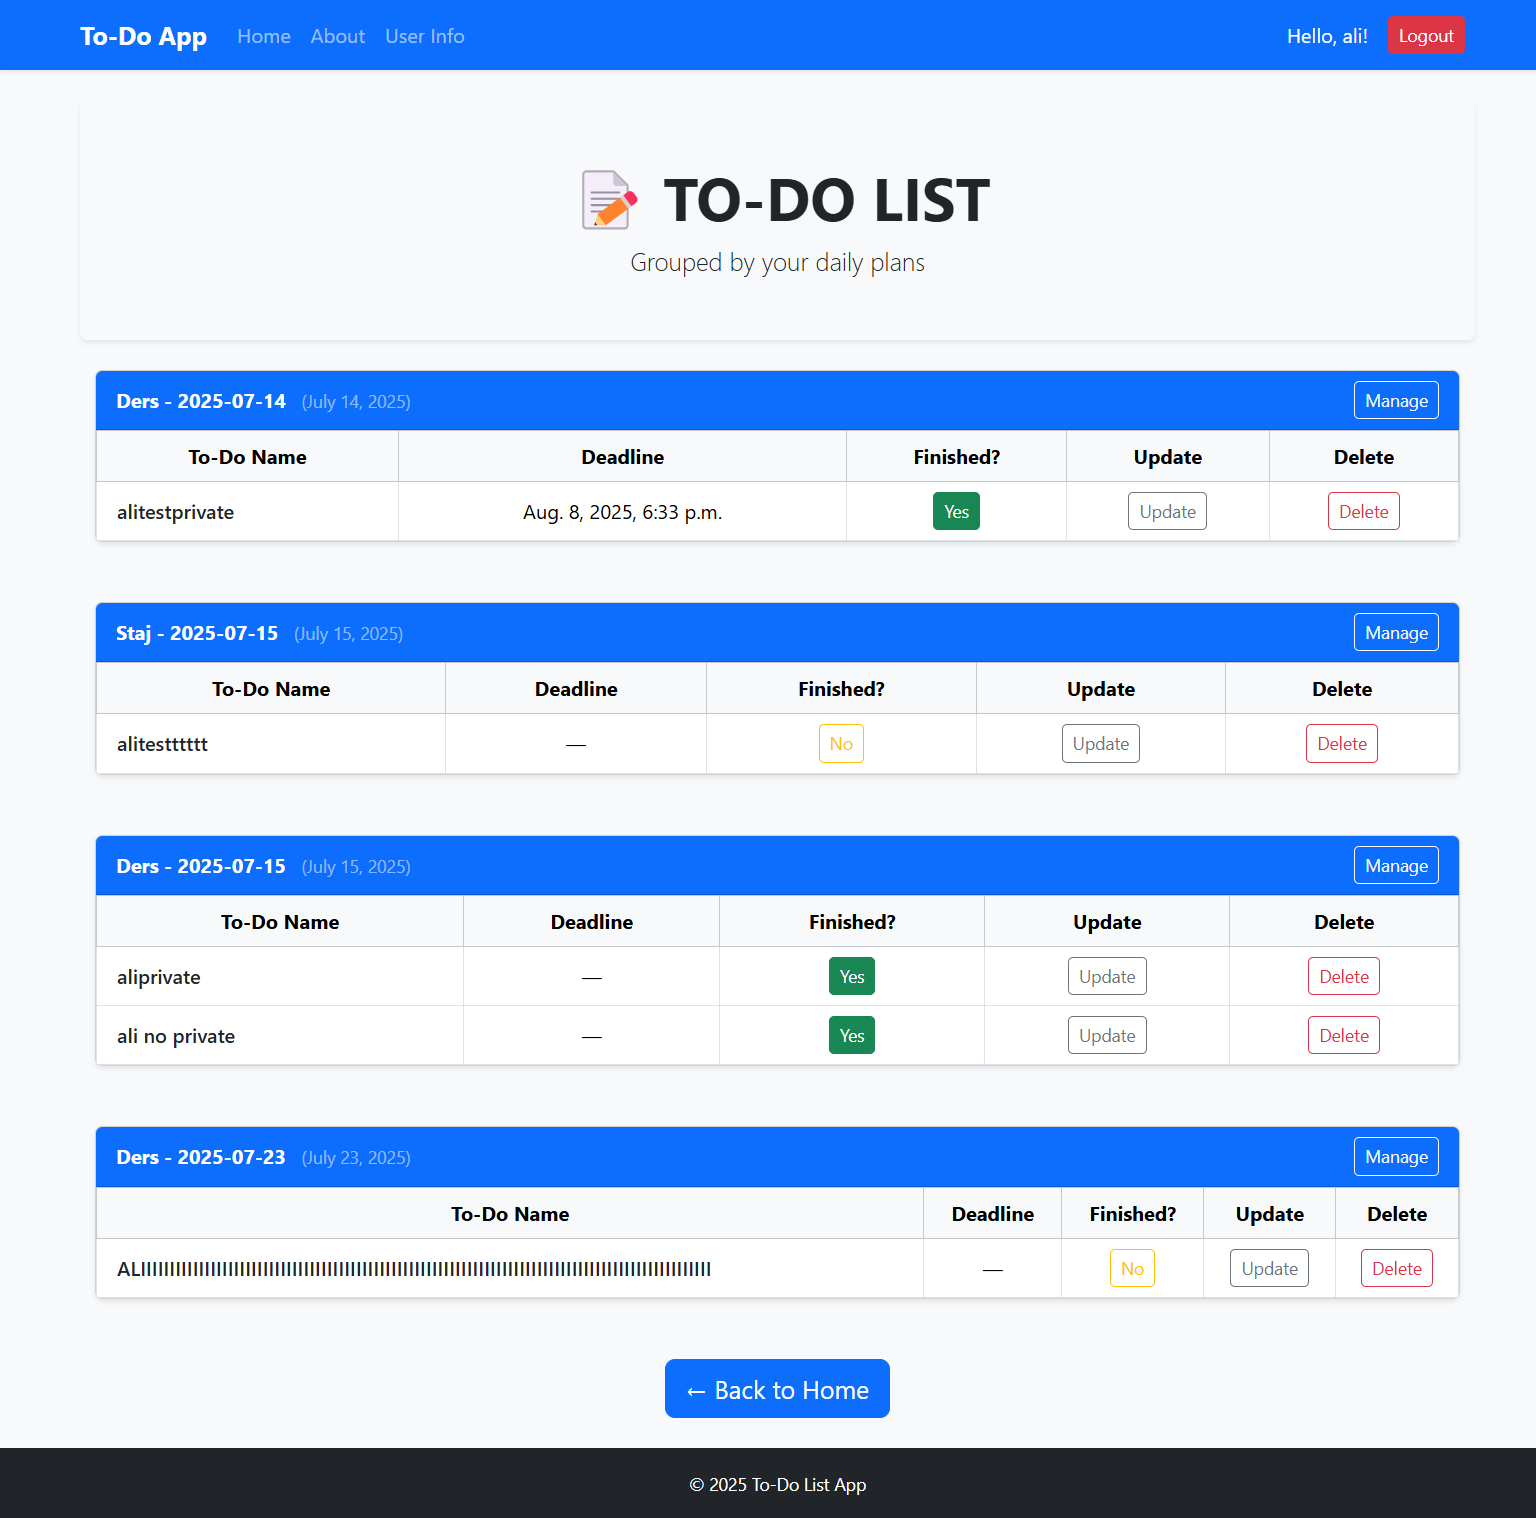 To-Do App Home About User Info Hello, ali! Logout
TO-DO LIST
Grouped by your daily plans
Ders - 2025-07-14 (July 14, 2025) Manage
To-Do Name Deadline Finished? Update Delete
alitestprivate Aug. 8, 2025, 6:33 p.m. Yes Update Delete
Staj - 2025-07-15 (July 15, 2025) Manage
To-Do Name Deadline Finished? Update Delete
alitestttttt — No Update Delete
Ders - 2025-07-15 (July 15, 2025) Manage
To-Do Name Deadline Finished? Update Delete
aliprivate — Yes Update Delete
ali no private — Yes Update Delete
Ders - 2025-07-23 (July 23, 2025) Manage
To-Do Name Deadline Finished? Update Delete
— No Update Delete
← Back to Home
© 2025 To-Do List App